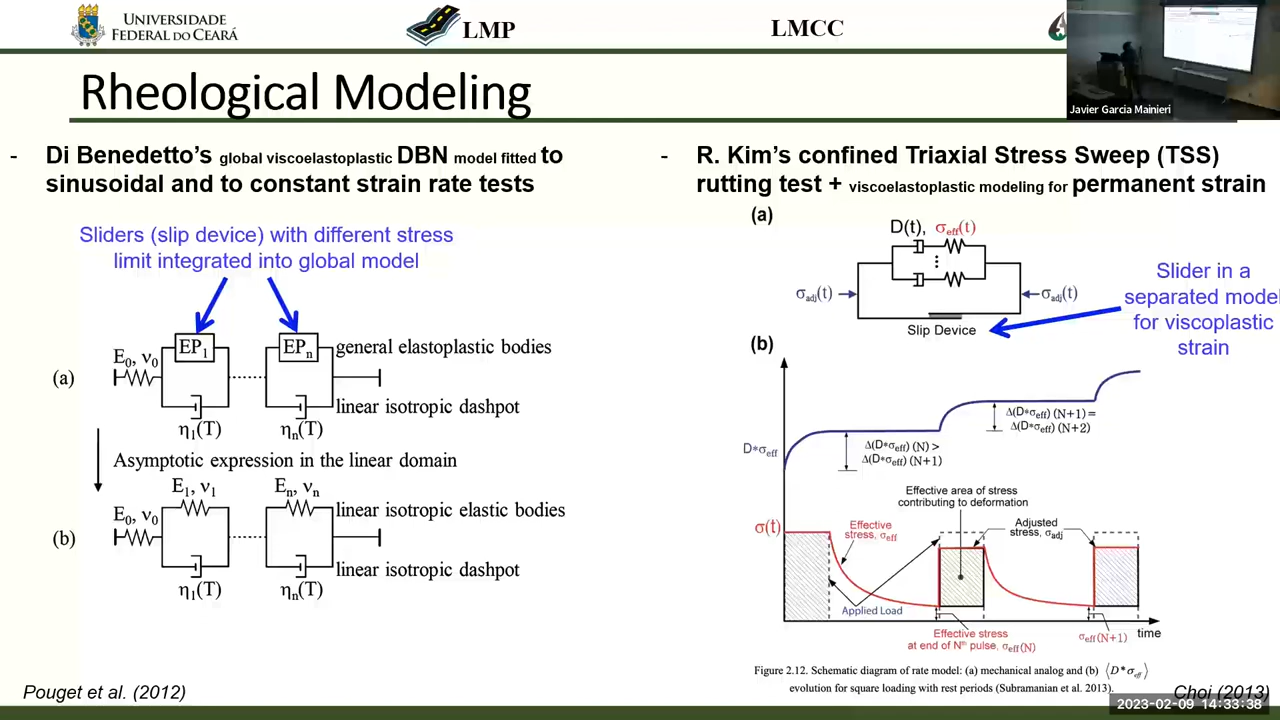 UNIVERSIDADE
FEDERAL DO CEARÁ
LMP
LMCC
Javier Garcia Mainieri
Rheological Modeling
- Di Benedetto's global viscoelastoplastic DBN model fitted to
sinusoidal and to constant strain rate tests
Sliders (slip device) with different stress
limit integrated into global model
E₀, ν₀
EP₁
EPₙ
general elastoplastic bodies
(a)
linear isotropic dashpot
η₁(T)
ηₙ(T)
Asymptotic expression in the linear domain
E₁, ν₁
Eₙ, νₙ
E₀, ν₀
linear isotropic elastic bodies
(b)
linear isotropic dashpot
η₁(T)
ηₙ(T)
Pouget et al. (2012)
- R. Kim's confined Triaxial Stress Sweep (TSS)
rutting test + viscoelastoplastic modeling for permanent strain
(a)
D(t), σeff(t)
σadj(t)
σadj(t)
Slip Device
Slider in a
separated model
for viscoplastic
strain
(b)
D*σeff
Δ(D*σeff) (N) >
Δ(D*σeff) (N+1)
Δ(D*σeff) (N+1) =
Δ(D*σeff) (N+2)
Effective area of stress
contributing to deformation
σ(t)
Effective
stress, σeff
Adjusted
stress, σadj
Applied Load
time
Effective stress
at end of Nth pulse, σeff(N)
σeff(N+1)
Figure 2.12. Schematic diagram of rate model: (a) mechanical analog and (b) ⟨D*σeff⟩
evolution for square loading with rest periods (Subramanian et al. 2013).
Choi (2013)
2023-02-09 14:33:38